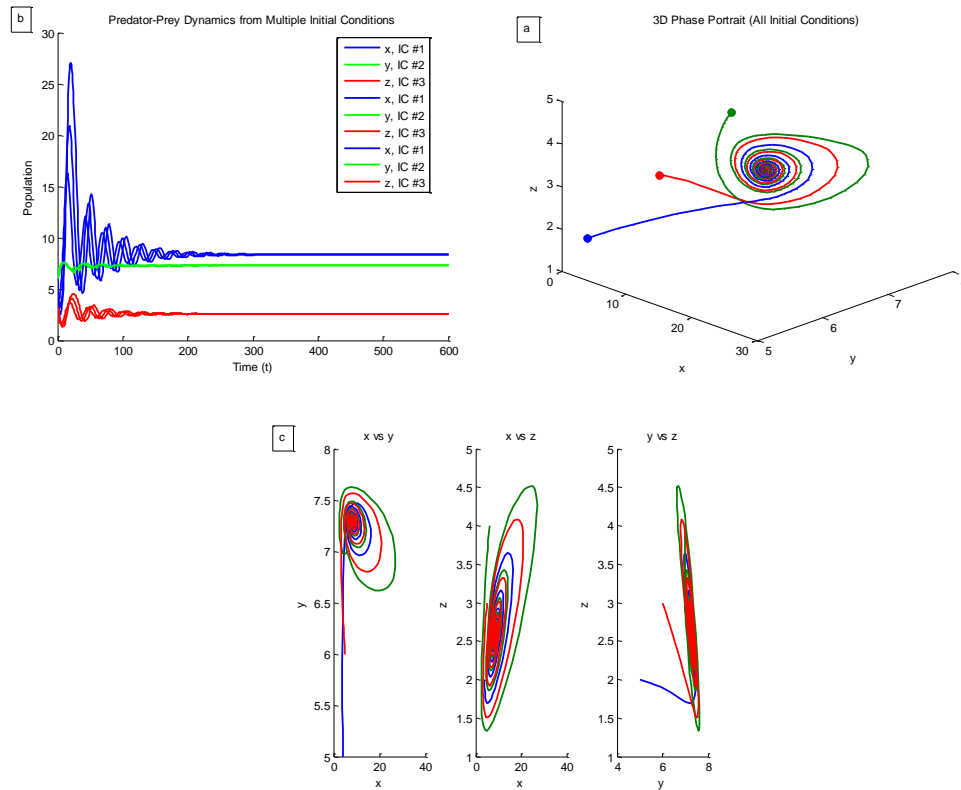 b
Predator-Prey Dynamics from Multiple Initial Conditions
30
25
20
15
10
5
0
0 100 200 300 400 500 600
Population
Time (t)
x, IC #1
y, IC #2
z, IC #3
x, IC #1
y, IC #2
z, IC #3
x, IC #1
y, IC #2
z, IC #3
a
3D Phase Portrait (All Initial Conditions)
5
4
3
2
1
z
0
10
20
30
x
5
6
7
y
c
x vs y
8
7.5
7
6.5
6
5.5
5
y
0 20 40
x
x vs z
5
4.5
4
3.5
3
2.5
2
1.5
1
z
0 20 40
x
y vs z
5
4.5
4
3.5
3
2.5
2
1.5
1
z
4 6 8
y